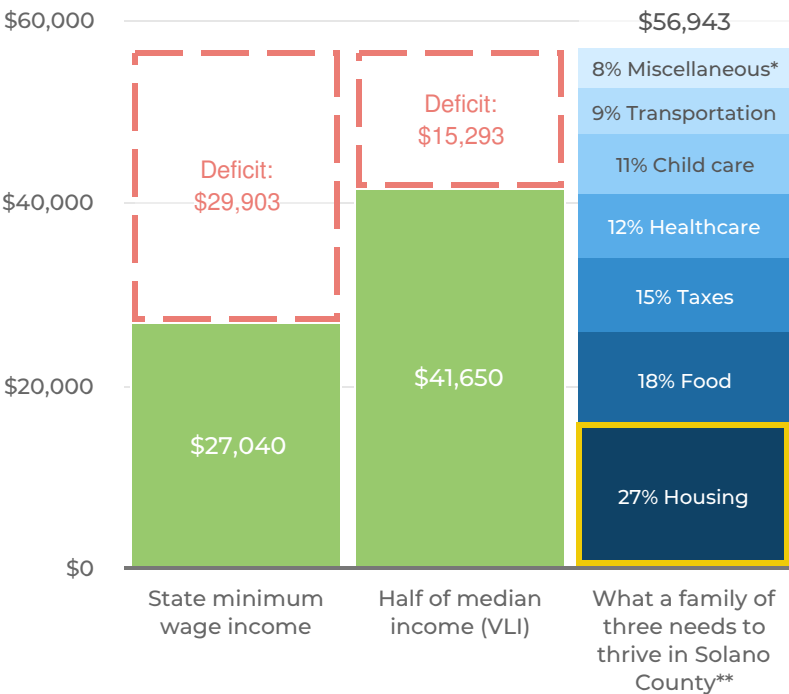 $60,000
$40,000
$20,000
$0
Deficit:
$29,903
$27,040
Deficit:
$15,293
$41,650
$56,943
8% Miscellaneous*
9% Transportation
11% Child care
12% Healthcare
15% Taxes
18% Food
27% Housing
State minimum
wage income
Half of median
income (VLI)
What a family of
three needs to
thrive in Solano
County**